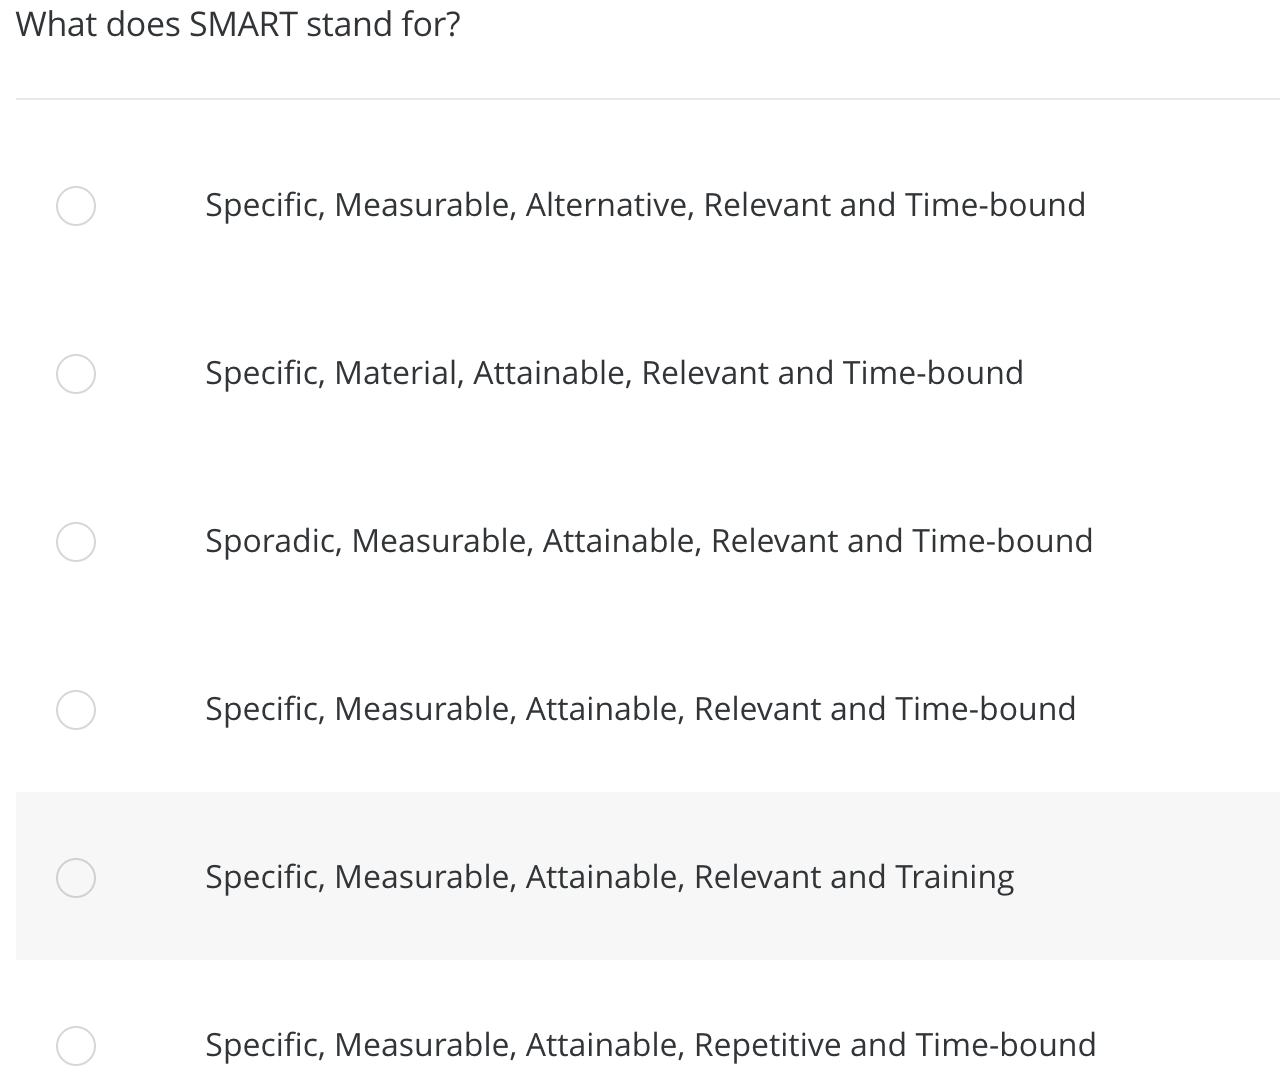 What does SMART stand for?
Specific, Measurable, Alternative, Relevant and Time-bound
Specific, Material, Attainable, Relevant and Time-bound
Sporadic, Measurable, Attainable, Relevant and Time-bound
Specific, Measurable, Attainable, Relevant and Time-bound
Specific, Measurable, Attainable, Relevant and Training
Specific, Measurable, Attainable, Repetitive and Time-bound